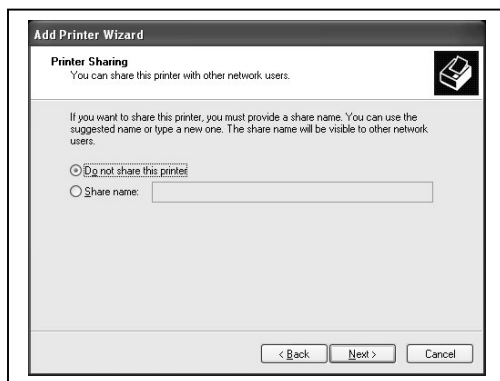 Add Printer Wizard
Printer Sharing
You can share this printer with other network users.
If you want to share this printer, you must provide a share name. You can use the
suggested name or type a new one. The share name will be visible to other network
users.
Do not share this printer
Share name:
< Back
Next >
Cancel